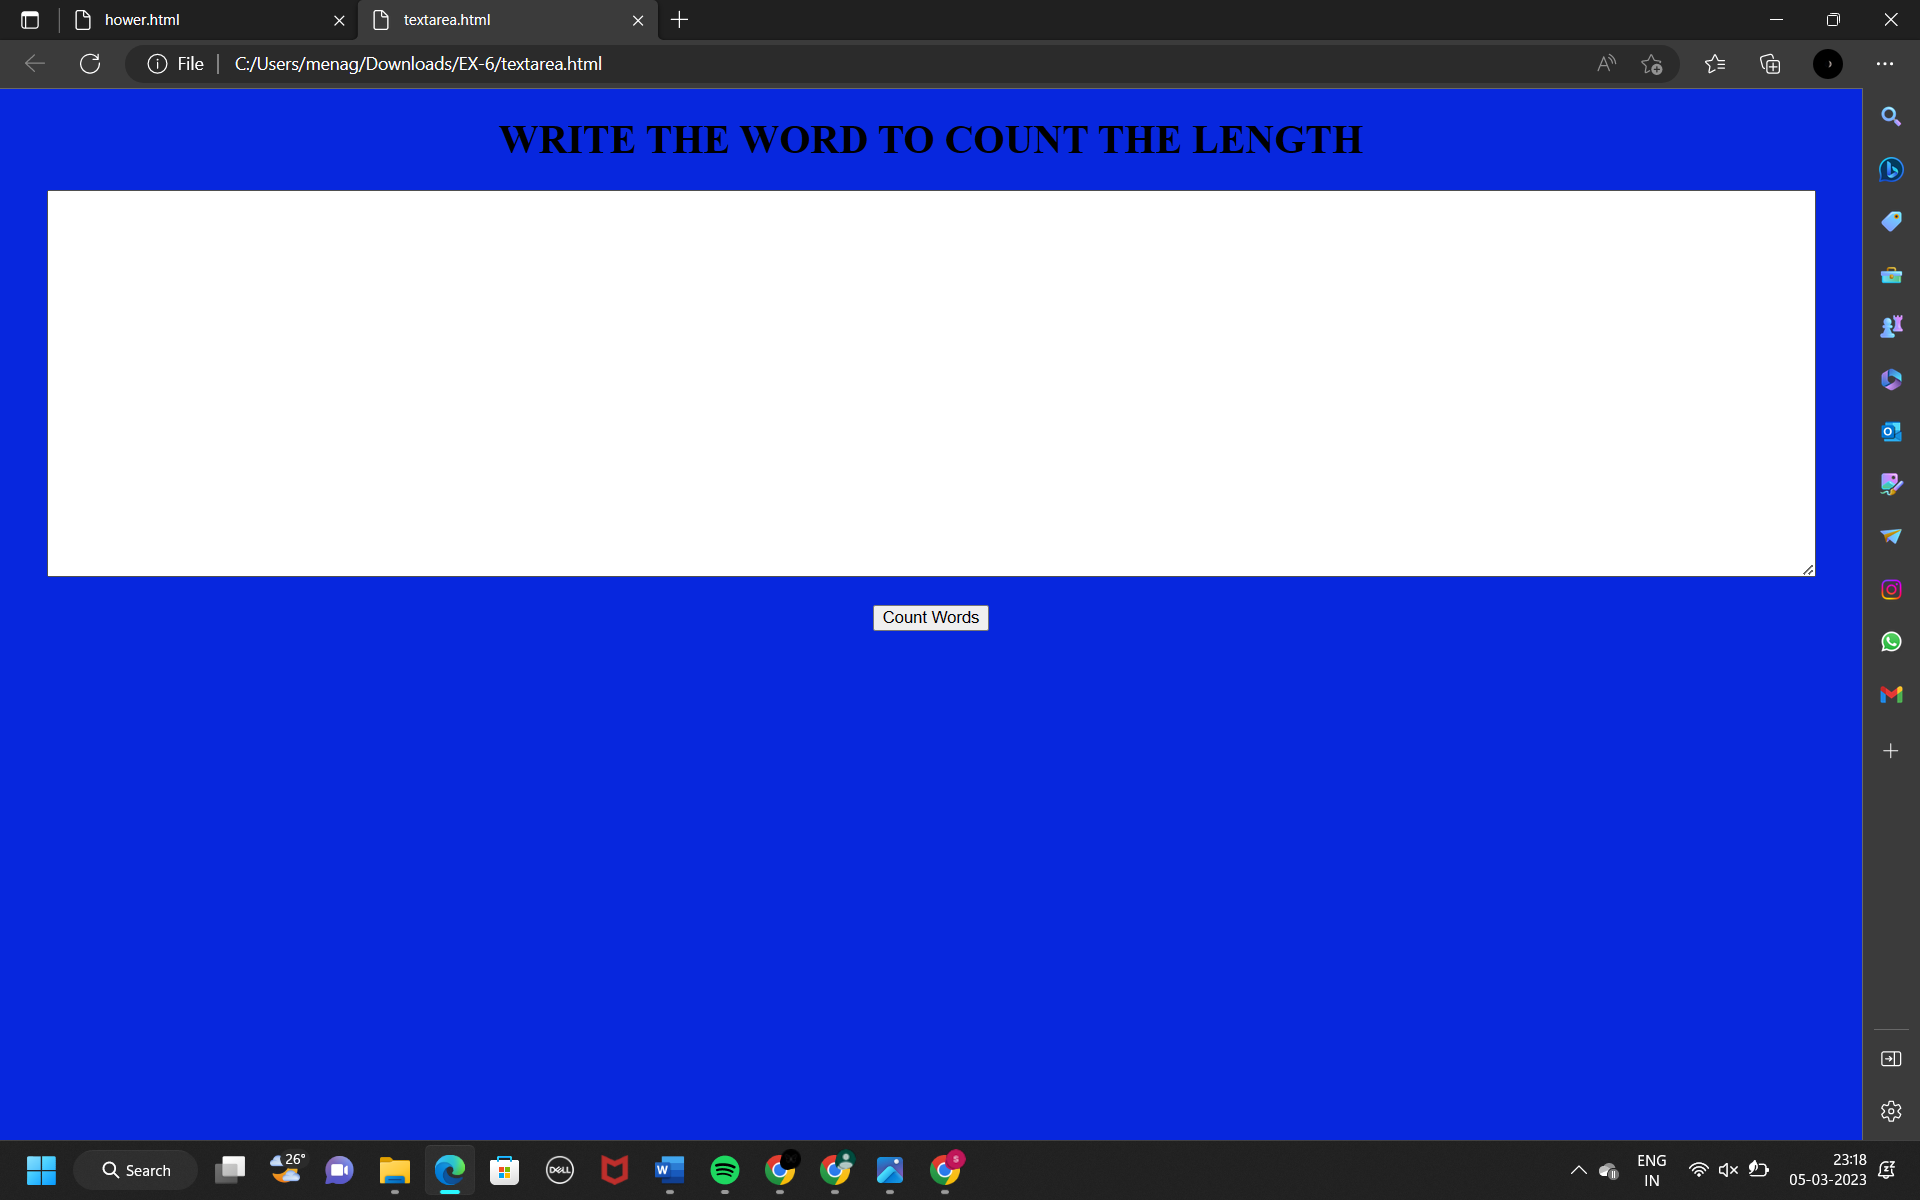 hower.html
textarea.html
File
C:/Users/menag/Downloads/EX-6/textarea.html
WRITE THE WORD TO COUNT THE LENGTH
Count Words
Search
26°
DELL
W
S
ENG
IN
23:18
05-03-2023